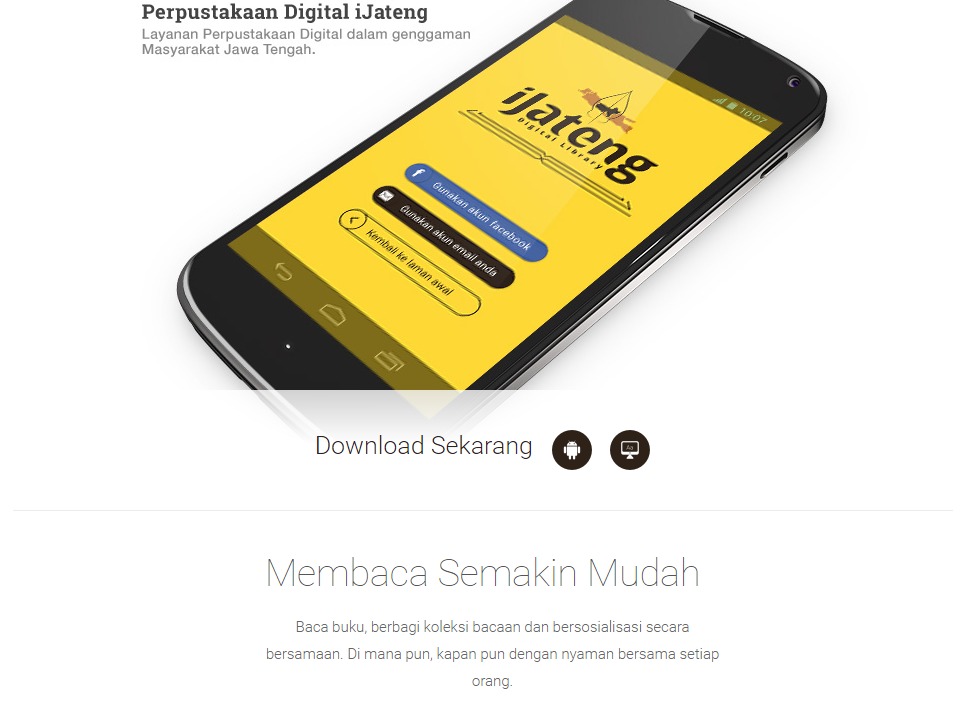 Perpustakaan Digital iJateng
Layanan Perpustakaan Digital dalam genggaman
Masyarakat Jawa Tengah.
10:07
iJateng
Digital Library
Gunakan akun facebook
Gunakan akun email anda
Kembali ke laman awal
Download Sekarang
Aa
Membaca Semakin Mudah
Baca buku, berbagi koleksi bacaan dan bersosialisasi secara
bersamaan. Di mana pun, kapan pun dengan nyaman bersama setiap
orang.